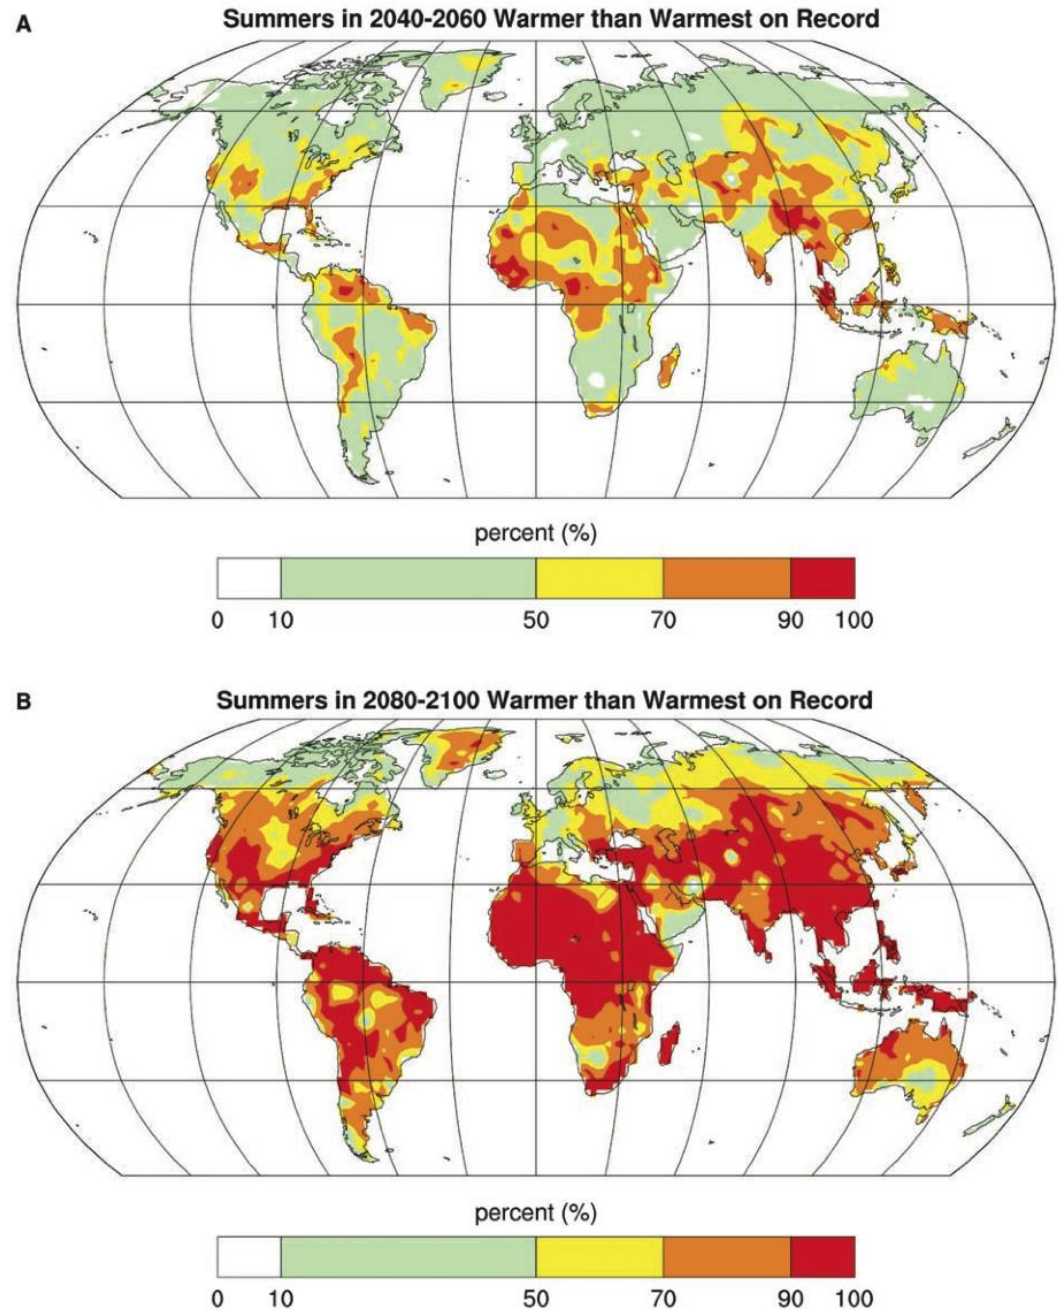 A
Summers in 2040-2060 Warmer than Warmest on Record
percent (%)
0 10 50 70 90 100
B
Summers in 2080-2100 Warmer than Warmest on Record
percent (%)
0 10 50 70 90 100